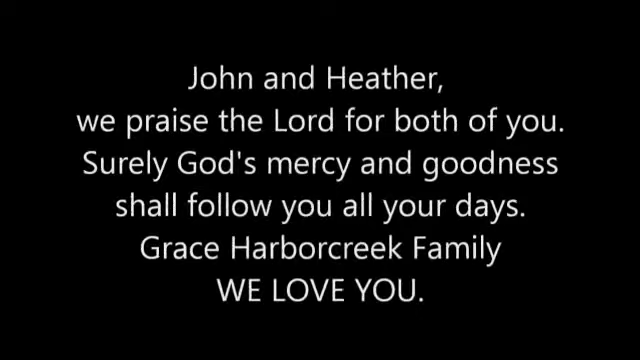 John and Heather,
we praise the Lord for both of you.
Surely God's mercy and goodness
shall follow you all your days.
Grace Harborcreek Family
WE LOVE YOU.